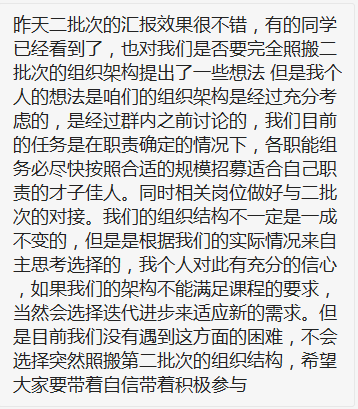 昨天二批次的汇报效果很不错，有的同学
已经看到了，也对我们是否要完全照搬二
批次的组织架构提出了一些想法 但是我个
人的想法是咱们的组织架构是经过充分考
虑的，是经过群内之前讨论的，我们目前
的任务是在职责确定的情况下，各职能组
务必尽快按照合适的规模招募适合自己职
责的才子佳人。同时相关岗位做好与二批
次的对接。我们的组织结构不一定是一成
不变的，但是是根据我们的实际情况来自
主思考选择的，我个人对此有充分的信心
，如果我们的架构不能满足课程的要求，
当然会选择迭代进步来适应新的需求。但
是目前我们没有遇到这方面的困难，不会
选择突然照搬第二批次的组织结构，希望
大家要带着自信带着积极参与